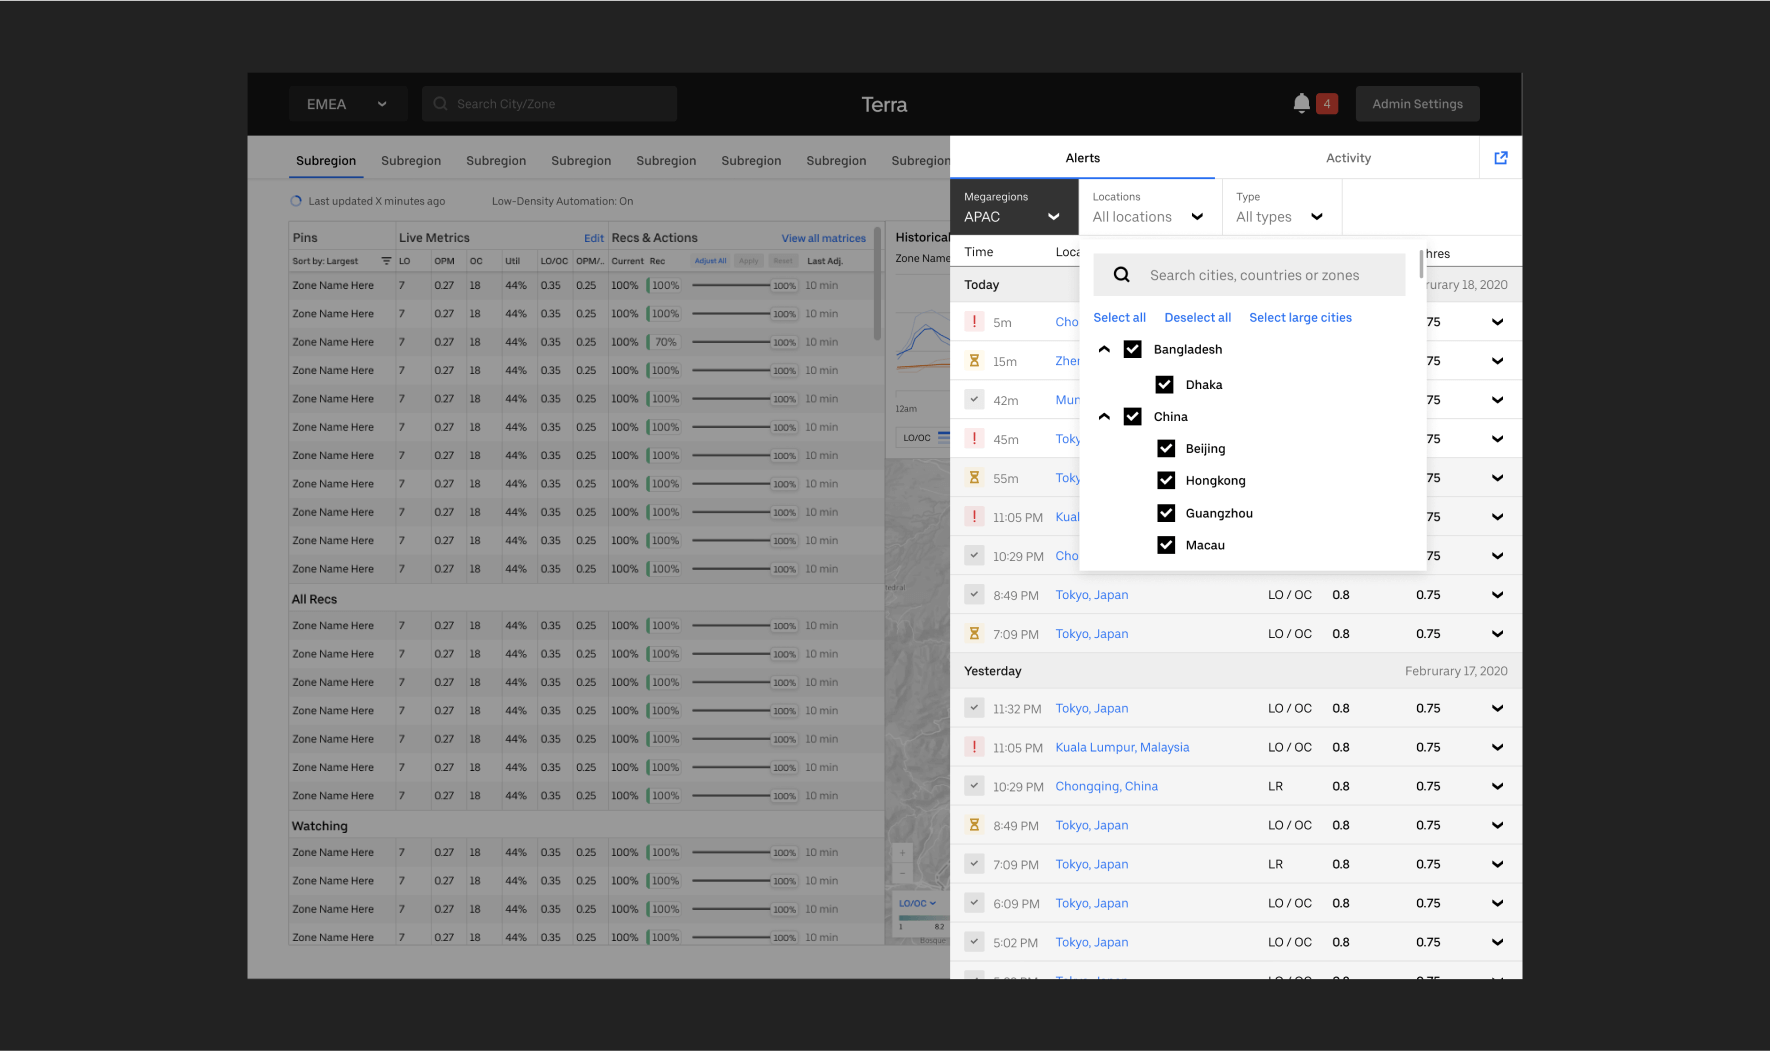 EMEA
Search City/Zone
Terra
4
Admin Settings
Subregion Subregion Subregion Subregion Subregion Subregion Subregion Subregion
Last updated X minutes ago
Low-Density Automation: On
Pins Live Metrics Edit Recs & Actions View all matrices
Sort by: Largest LO OPM OC Util LO/OC OPM/.. Current Rec Adjust All Apply Reset Last Adj.
Zone Name Here 7 0.27 18 44% 0.35 0.25 100% 100% 100% 10 min
Zone Name Here 7 0.27 18 44% 0.35 0.25 100% 100% 100% 10 min
Zone Name Here 7 0.27 18 44% 0.35 0.25 100% 70% 100% 10 min
Zone Name Here 7 0.27 18 44% 0.35 0.25 100% 100% 100% 10 min
Zone Name Here 7 0.27 18 44% 0.35 0.25 100% 100% 100% 10 min
Zone Name Here 7 0.27 18 44% 0.35 0.25 100% 100% 100% 10 min
Zone Name Here 7 0.27 18 44% 0.35 0.25 100% 100% 100% 10 min
Zone Name Here 7 0.27 18 44% 0.35 0.25 100% 100% 100% 10 min
Zone Name Here 7 0.27 18 44% 0.35 0.25 100% 100% 100% 10 min
Zone Name Here 7 0.27 18 44% 0.35 0.25 100% 100% 100% 10 min
Zone Name Here 7 0.27 18 44% 0.35 0.25 100% 100% 100% 10 min
All Recs
Zone Name Here 7 0.27 18 44% 0.35 0.25 100% 100% 100% 10 min
Zone Name Here 7 0.27 18 44% 0.35 0.25 100% 100% 100% 10 min
Zone Name Here 7 0.27 18 44% 0.35 0.25 100% 100% 100% 10 min
Zone Name Here 7 0.27 18 44% 0.35 0.25 100% 100% 100% 10 min
Zone Name Here 7 0.27 18 44% 0.35 0.25 100% 100% 100% 10 min
Zone Name Here 7 0.27 18 44% 0.35 0.25 100% 100% 100% 10 min
Zone Name Here 7 0.27 18 44% 0.35 0.25 100% 100% 100% 10 min
Watching
Zone Name Here 7 0.27 18 44% 0.35 0.25 100% 100% 100% 10 min
Zone Name Here 7 0.27 18 44% 0.35 0.25 100% 100% 100% 10 min
Zone Name Here 7 0.27 18 44% 0.35 0.25 100% 100% 100% 10 min
Zone Name Here 7 0.27 18 44% 0.35 0.25 100% 100% 100% 10 min
Historical
Zone Name
12am
LO/OC
LO/OC
1 8.2
Bosque
Alerts Activity
Megaregions
APAC
Locations
All locations
Type
All types
Time Loca hres
Search cities, countries or zones
Select all Deselect all Select large cities
Bangladesh
Dhaka
China
Beijing
Hongkong
Guangzhou
Macau
Today rurary 18, 2020
! 5m Cho 75
15m Zhen 75
42m Mun 75
! 45m Toky 75
55m Toky 75
! 11:05 PM Kual 75
10:29 PM Cho 75
8:49 PM Tokyo, Japan LO / OC 0.8 0.75
7:09 PM Tokyo, Japan LO / OC 0.8 0.75
Yesterday Februrary 17, 2020
11:32 PM Tokyo, Japan LO / OC 0.8 0.75
! 11:05 PM Kuala Lumpur, Malaysia LO / OC 0.8 0.75
10:29 PM Chongqing, China LR 0.8 0.75
8:49 PM Tokyo, Japan LO / OC 0.8 0.75
7:09 PM Tokyo, Japan LR 0.8 0.75
6:09 PM Tokyo, Japan LO / OC 0.8 0.75
5:02 PM Tokyo, Japan LO / OC 0.8 0.75